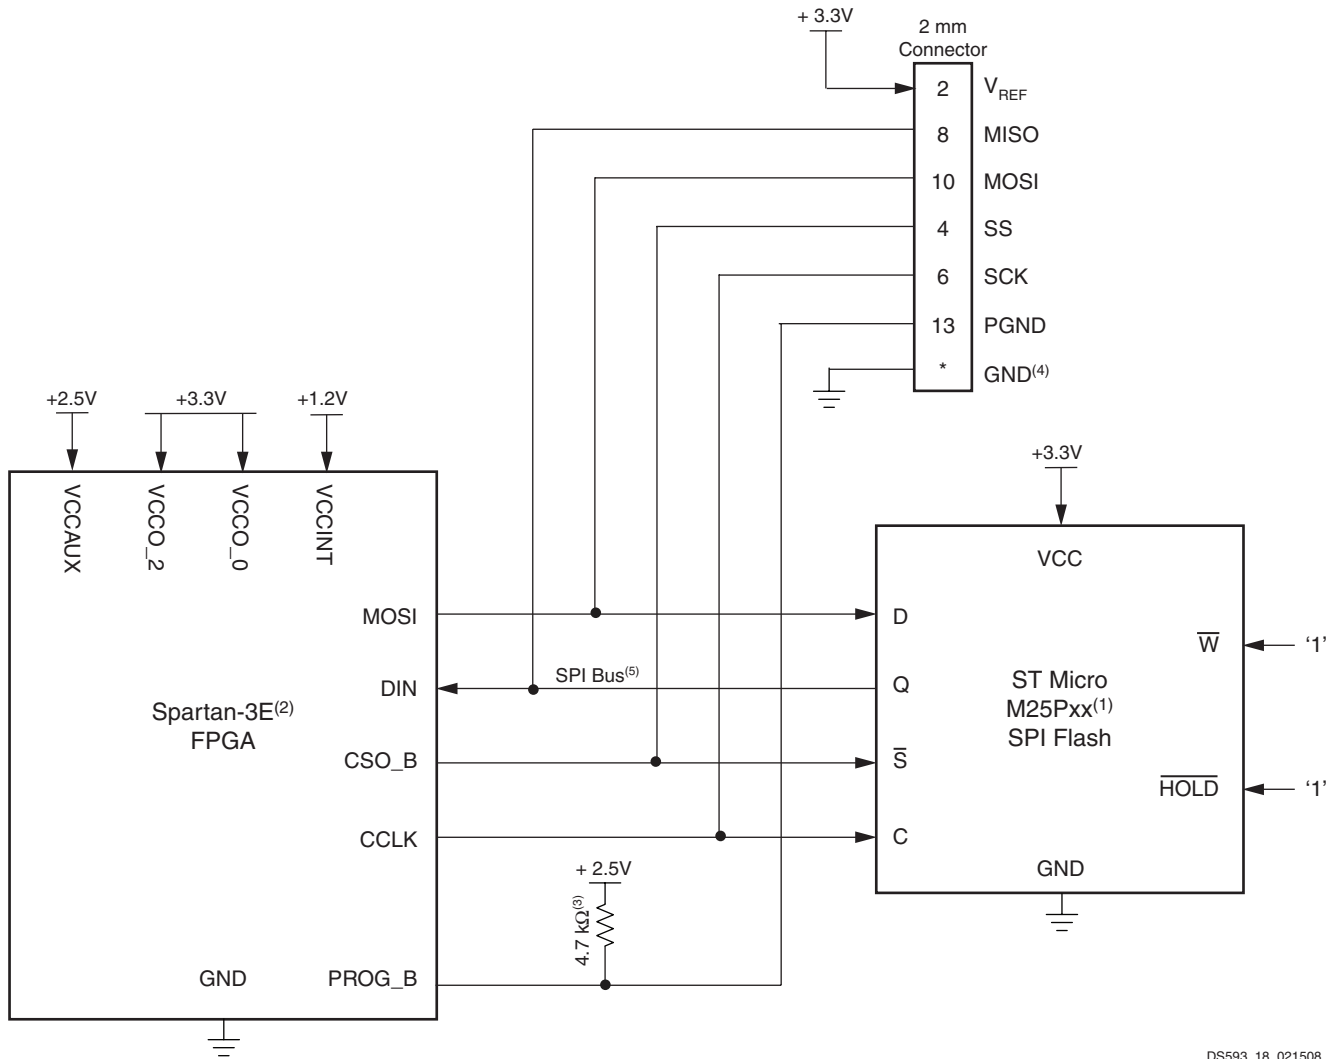 + 3.3V
2 mm
Connector
2 VREF
8 MISO
10 MOSI
4 SS
6 SCK
13 PGND
* GND(4)
+2.5V
+3.3V
+1.2V
VCCAUX
VCCO_2
VCCO_0
VCCINT
MOSI
DIN
CSO_B
CCLK
PROG_B
GND
Spartan-3E(2)
FPGA
SPI Bus(5)
+ 2.5V
4.7 kΩ(3)
+3.3V
VCC
D
Q
S
C
W
HOLD
'1'
'1'
ST Micro
M25Pxx(1)
SPI Flash
GND
DS593_18_021508